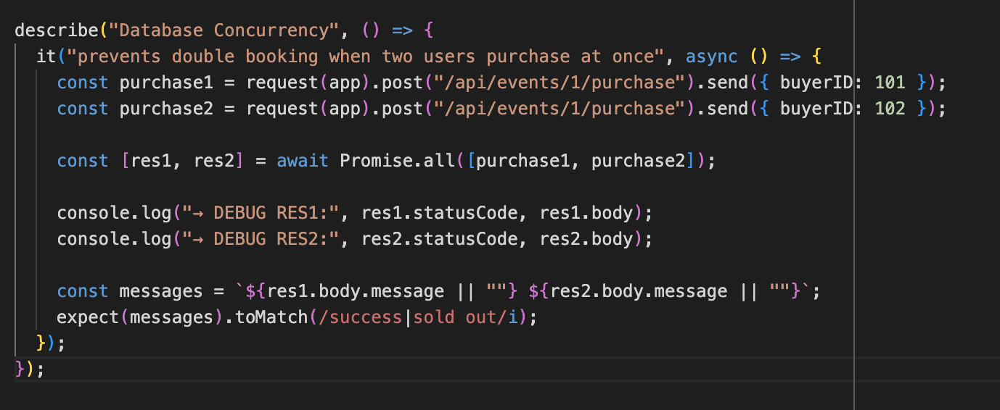 describe("Database Concurrency", () => {
  it("prevents double booking when two users purchase at once", async () => {
    const purchase1 = request(app).post("/api/events/1/purchase").send({ buyerID: 101 });
    const purchase2 = request(app).post("/api/events/1/purchase").send({ buyerID: 102 });

    const [res1, res2] = await Promise.all([purchase1, purchase2]);

    console.log("→ DEBUG RES1:", res1.statusCode, res1.body);
    console.log("→ DEBUG RES2:", res2.statusCode, res2.body);

    const messages = `${res1.body.message || ""} ${res2.body.message || ""}`;
    expect(messages).toMatch(/success|sold out/i);
  });
});